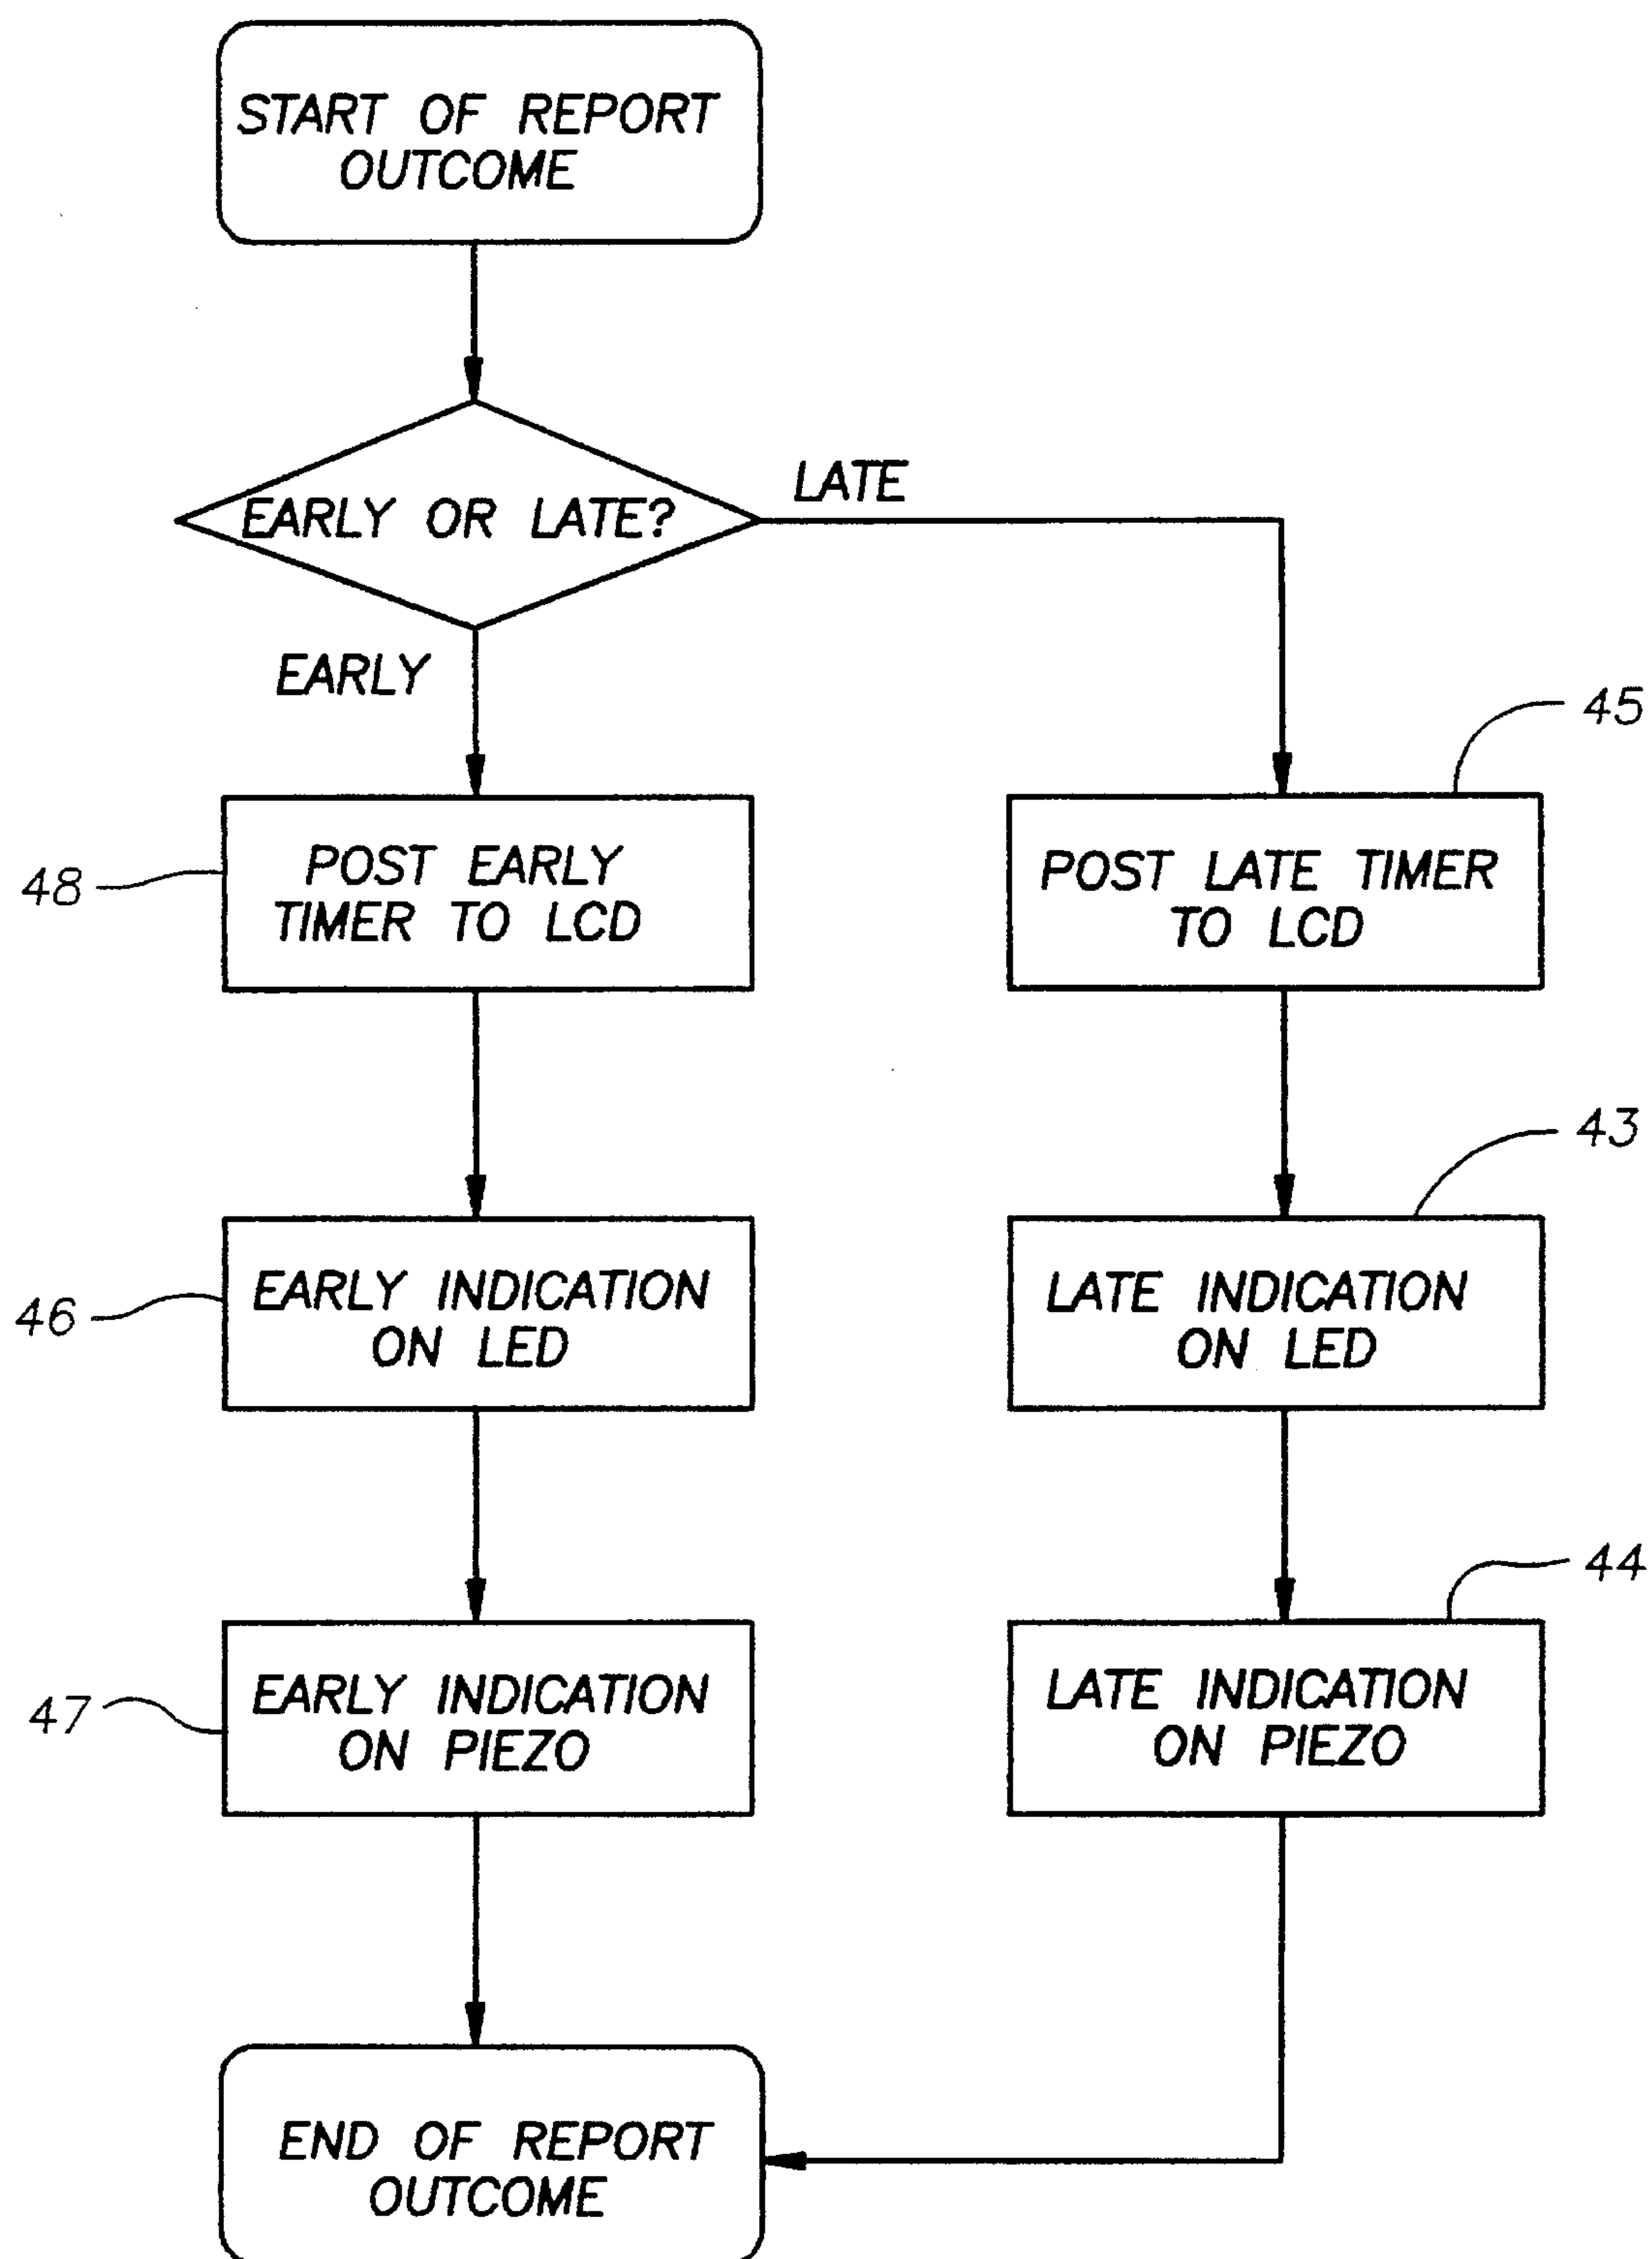 START OF REPORT
OUTCOME
EARLY OR LATE?
LATE
EARLY
45
48
POST EARLY
TIMER TO LCD
POST LATE TIMER
TO LCD
43
46
EARLY INDICATION
ON LED
LATE INDICATION
ON LED
44
47
EARLY INDICATION
ON PIEZO
LATE INDICATION
ON PIEZO
END OF REPORT
OUTCOME